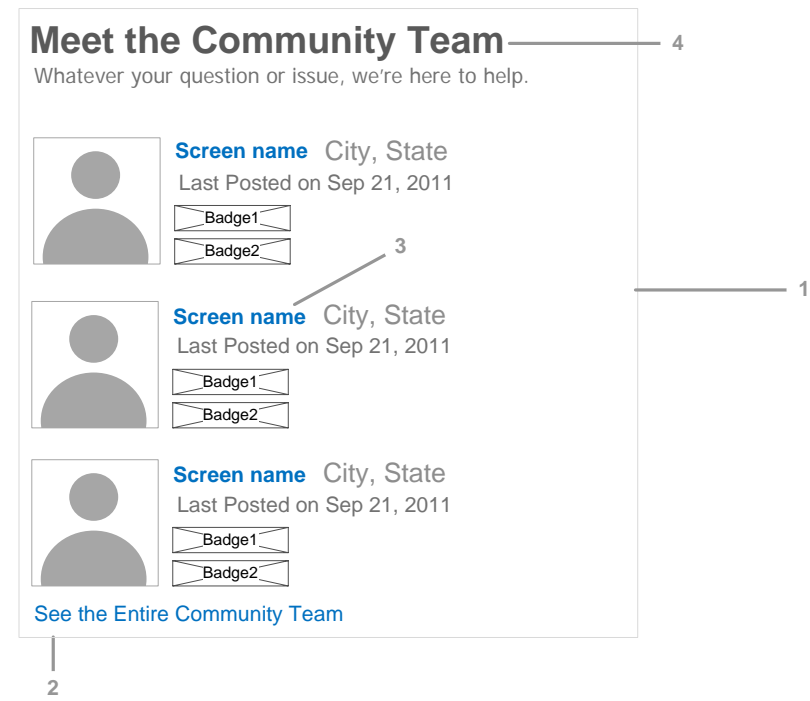 Meet the Community Team
4
Whatever your question or issue, we're here to help.
Screen name City, State
Last Posted on Sep 21, 2011
Badge1
Badge2
3
1
Screen name City, State
Last Posted on Sep 21, 2011
Badge1
Badge2
Screen name City, State
Last Posted on Sep 21, 2011
Badge1
Badge2
See the Entire Community Team
2